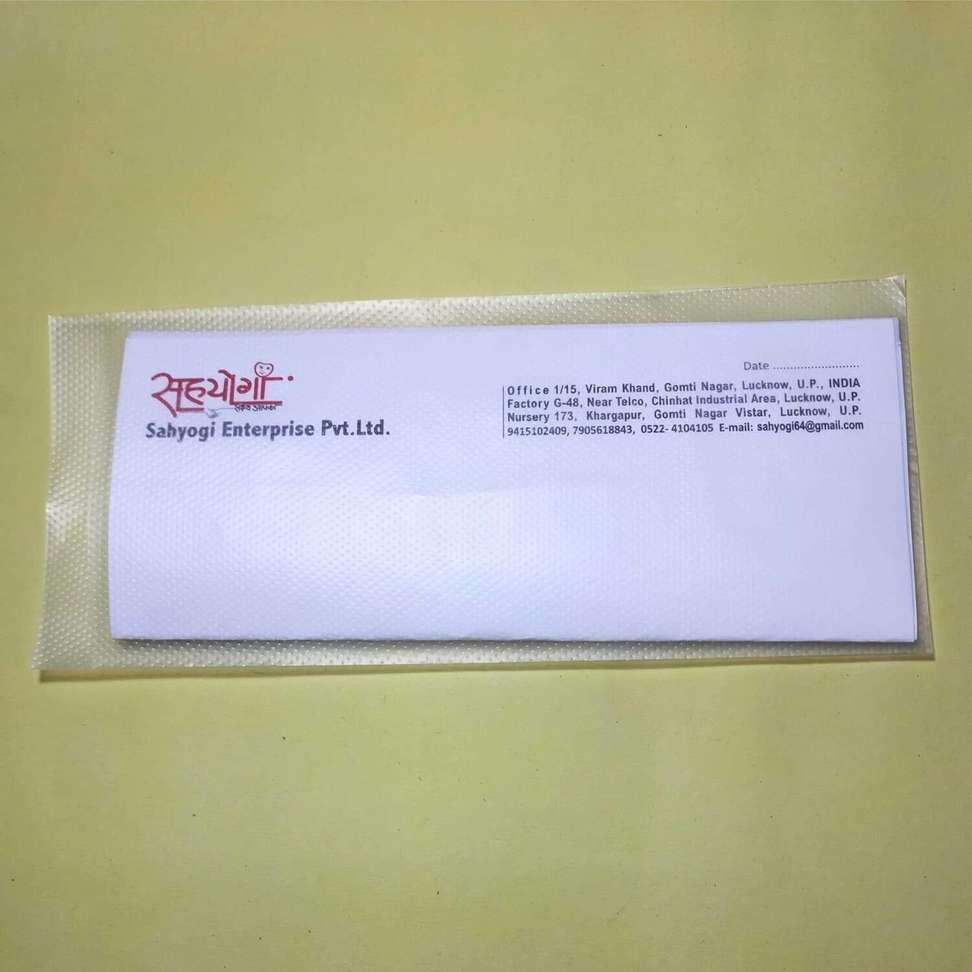 सहयोगी
सदैव आपका
Sahyogi Enterprise Pvt.Ltd.
Date ..........................
Office 1/15, Viram Khand, Gomti Nagar, Lucknow, U.P., INDIA
Factory G-48, Near Telco, Chinhat Industrial Area, Lucknow, U.P.
Nursery 173, Khargapur, Gomti Nagar Vistar, Lucknow, U.P.
9415102409, 7905618843, 0522- 4104105 E-mail: sahyogi64@gmail.com